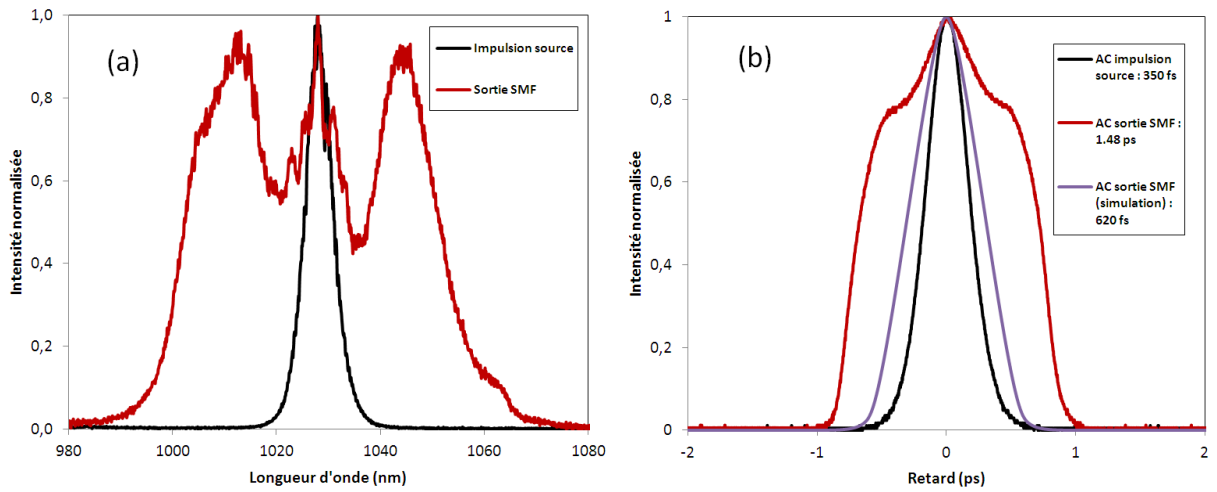 (a)
Impulsion source
Sortie SMF
Intensité normalisée
1,0
0,8
0,6
0,4
0,2
0,0
980
1000
1020
1040
1060
1080
Longueur d'onde (nm)
(b)
AC impulsion
source : 350 fs
AC sortie SMF :
1.48 ps
AC sortie SMF
(simulation) :
620 fs
Intensité normalisée
1
0,8
0,6
0,4
0,2
0
-2
-1
0
1
2
Retard (ps)